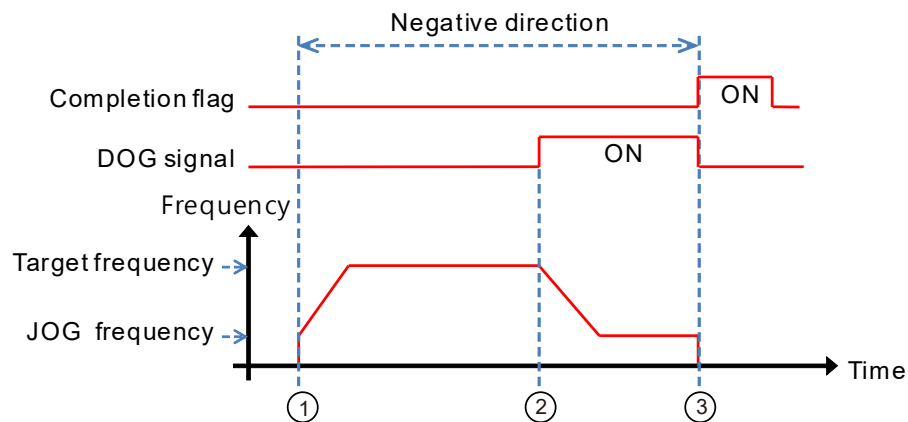 Negative direction
Completion flag
ON
DOG signal
ON
Frequency
Target frequency
JOG frequency
Time
1
2
3